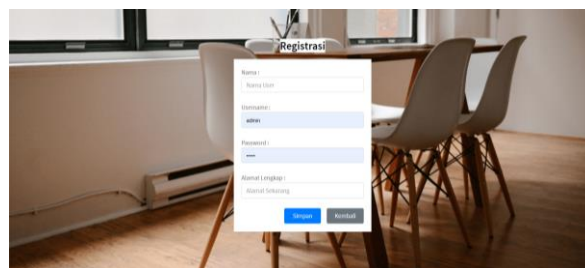 Registrasi
Nama :
Nama User
Username :
admin
Password :
•••••
Alamat Lengkap :
Alamat Sekarang
Simpan Kembali